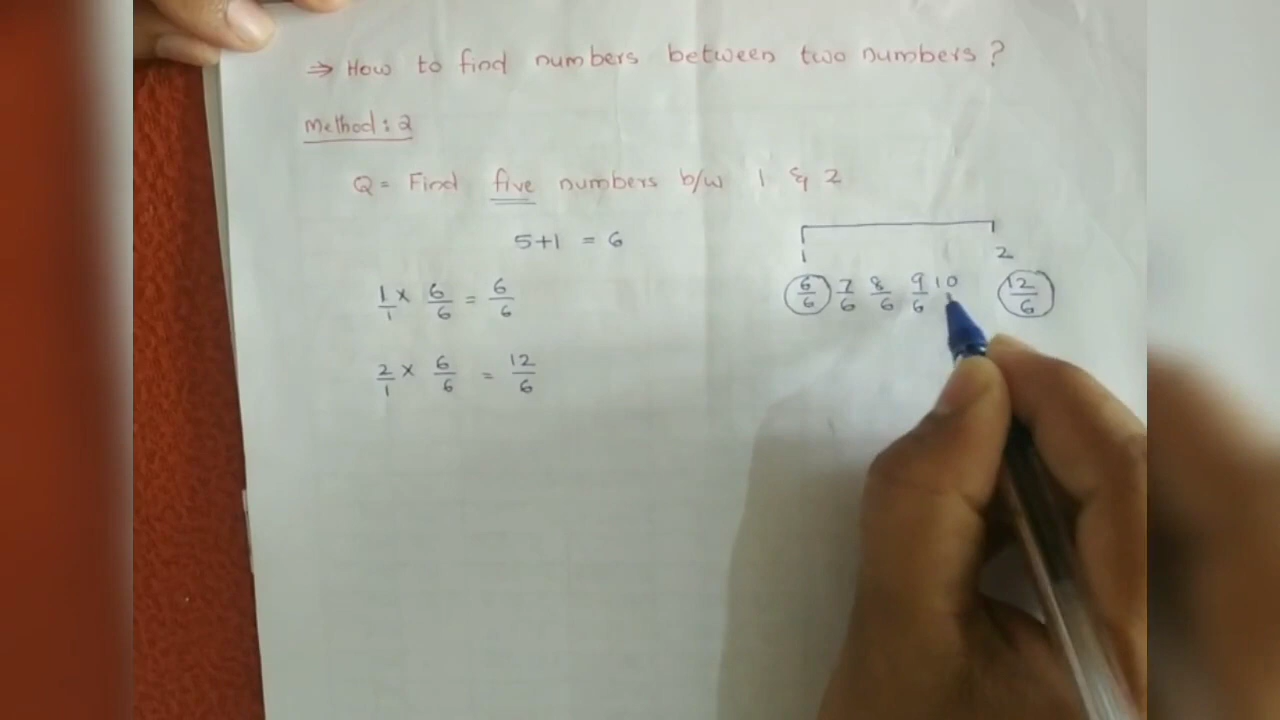 ⇒ How to find numbers between two numbers?
Method: 2
Q = Find five numbers b/w 1 & 2
5+1 = 6
1/1 × 6/6 = 6/6
2/1 × 6/6 = 12/6
1 2
6/6 7/6 8/6 9/6 10 12/6